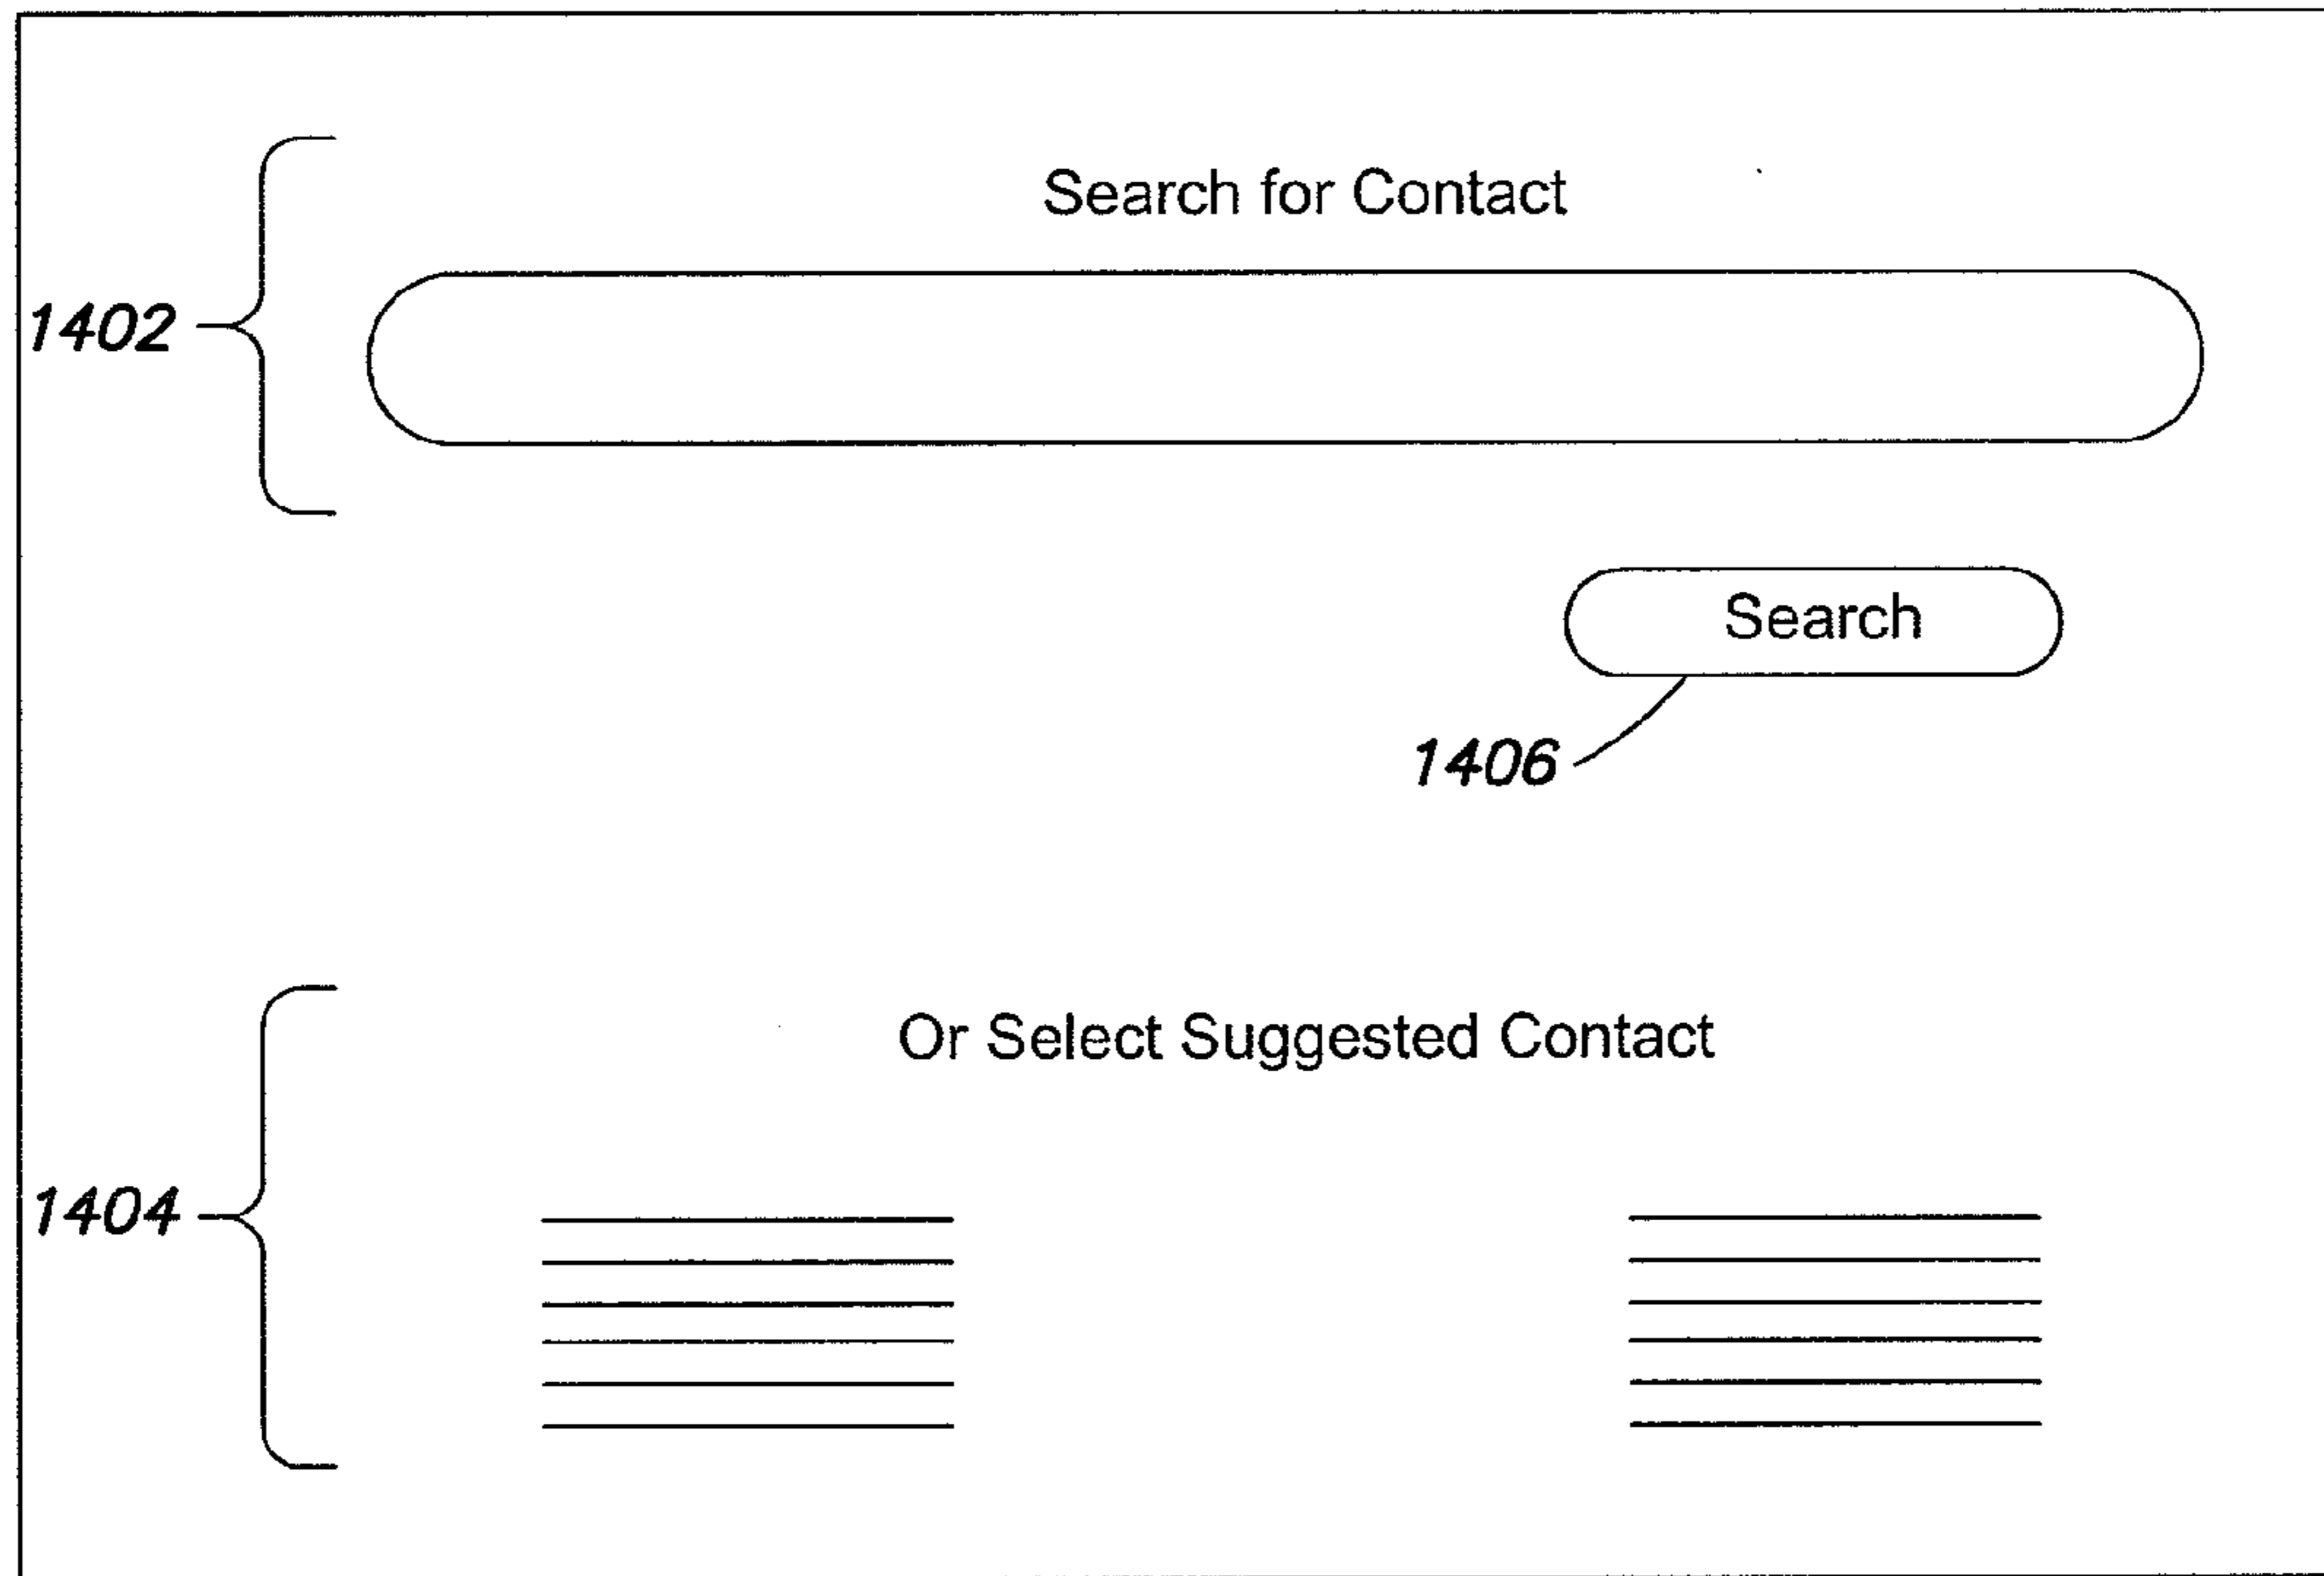 Search for Contact
1402
Search
1406
Or Select Suggested Contact
1404